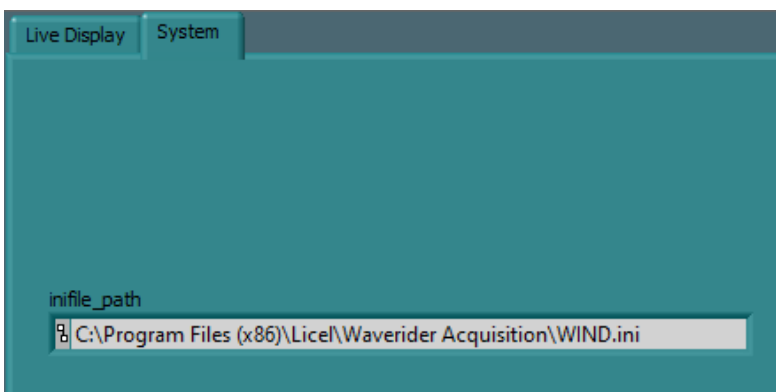 Live Display System
inifile_path
C:\Program Files (x86)\Licel\Waverider Acquisition\WIND.ini